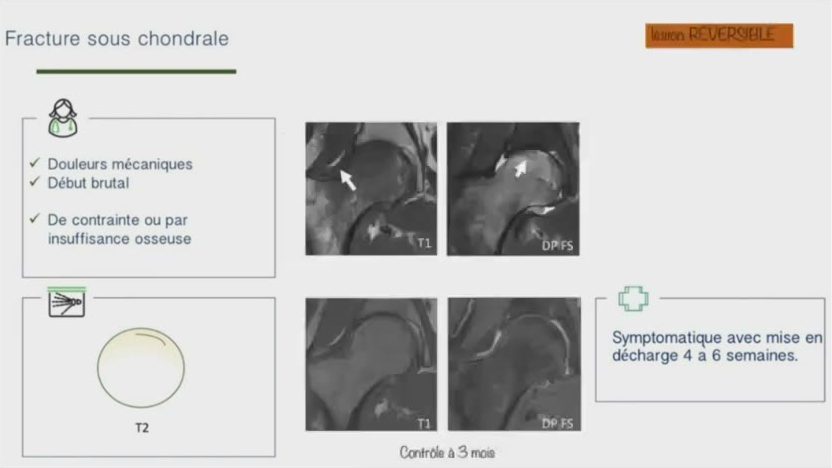 Fracture sous chondrale
lésion REVERSIBLE
✓ Douleurs mécaniques
✓ Début brutal
✓ De contrainte ou par
insuffisance osseuse
T1
DP FS
T2
T1
DP FS
Contrôle à 3 mois
Symptomatique avec mise en
décharge 4 a 6 semaines.